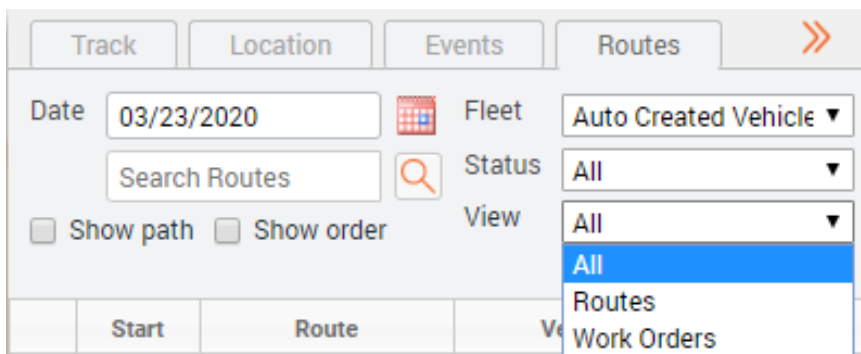 Track Location Events Routes
Date 03/23/2020 Fleet Auto Created Vehicle
Search Routes Status All
Show path Show order View All
All
Routes
Start Route Ve Work Orders